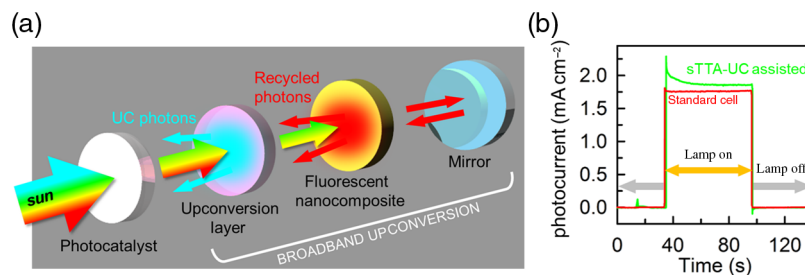 (a)
Recycled
photons
UC photons
sun
Mirror
Fluorescent
nanocomposite
Upconversion
layer
Photocatalyst
BROADBAND UPCONVERSION
(b)
photocurrent (mA cm⁻²)
2.0
1.5
1.0
0.5
0.0
sTTA-UC assisted
Standard cell
Lamp on
Lamp off
0
40
80
120
Time (s)